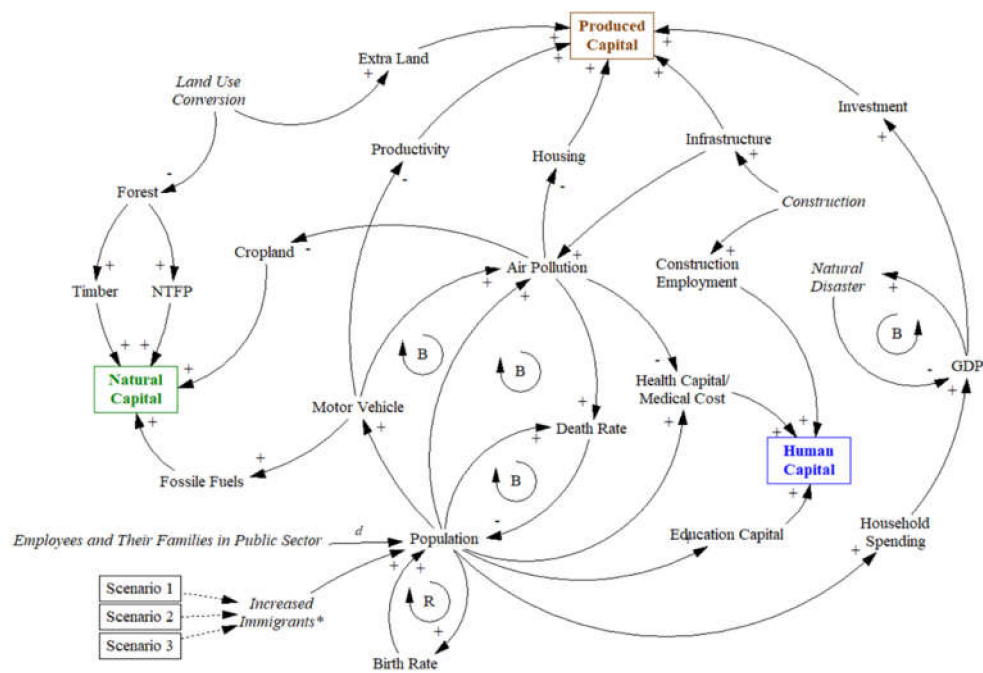 Produced
Capital
Extra Land
Land Use
Conversion
Investment
Productivity
Infrastructure
Housing
Forest
Construction
Cropland
Air Pollution
Construction
Employment
Natural
Disaster
Timber
NTFP
B
B
B
GDP
Natural
Capital
Motor Vehicle
Health Capital/
Medical Cost
Death Rate
Human
Capital
Fossile Fuels
B
d
Employees and Their Families in Public Sector
Population
Education Capital
Household
Spending
Scenario 1
Scenario 2
Scenario 3
Increased
Immigrants*
R
Birth Rate